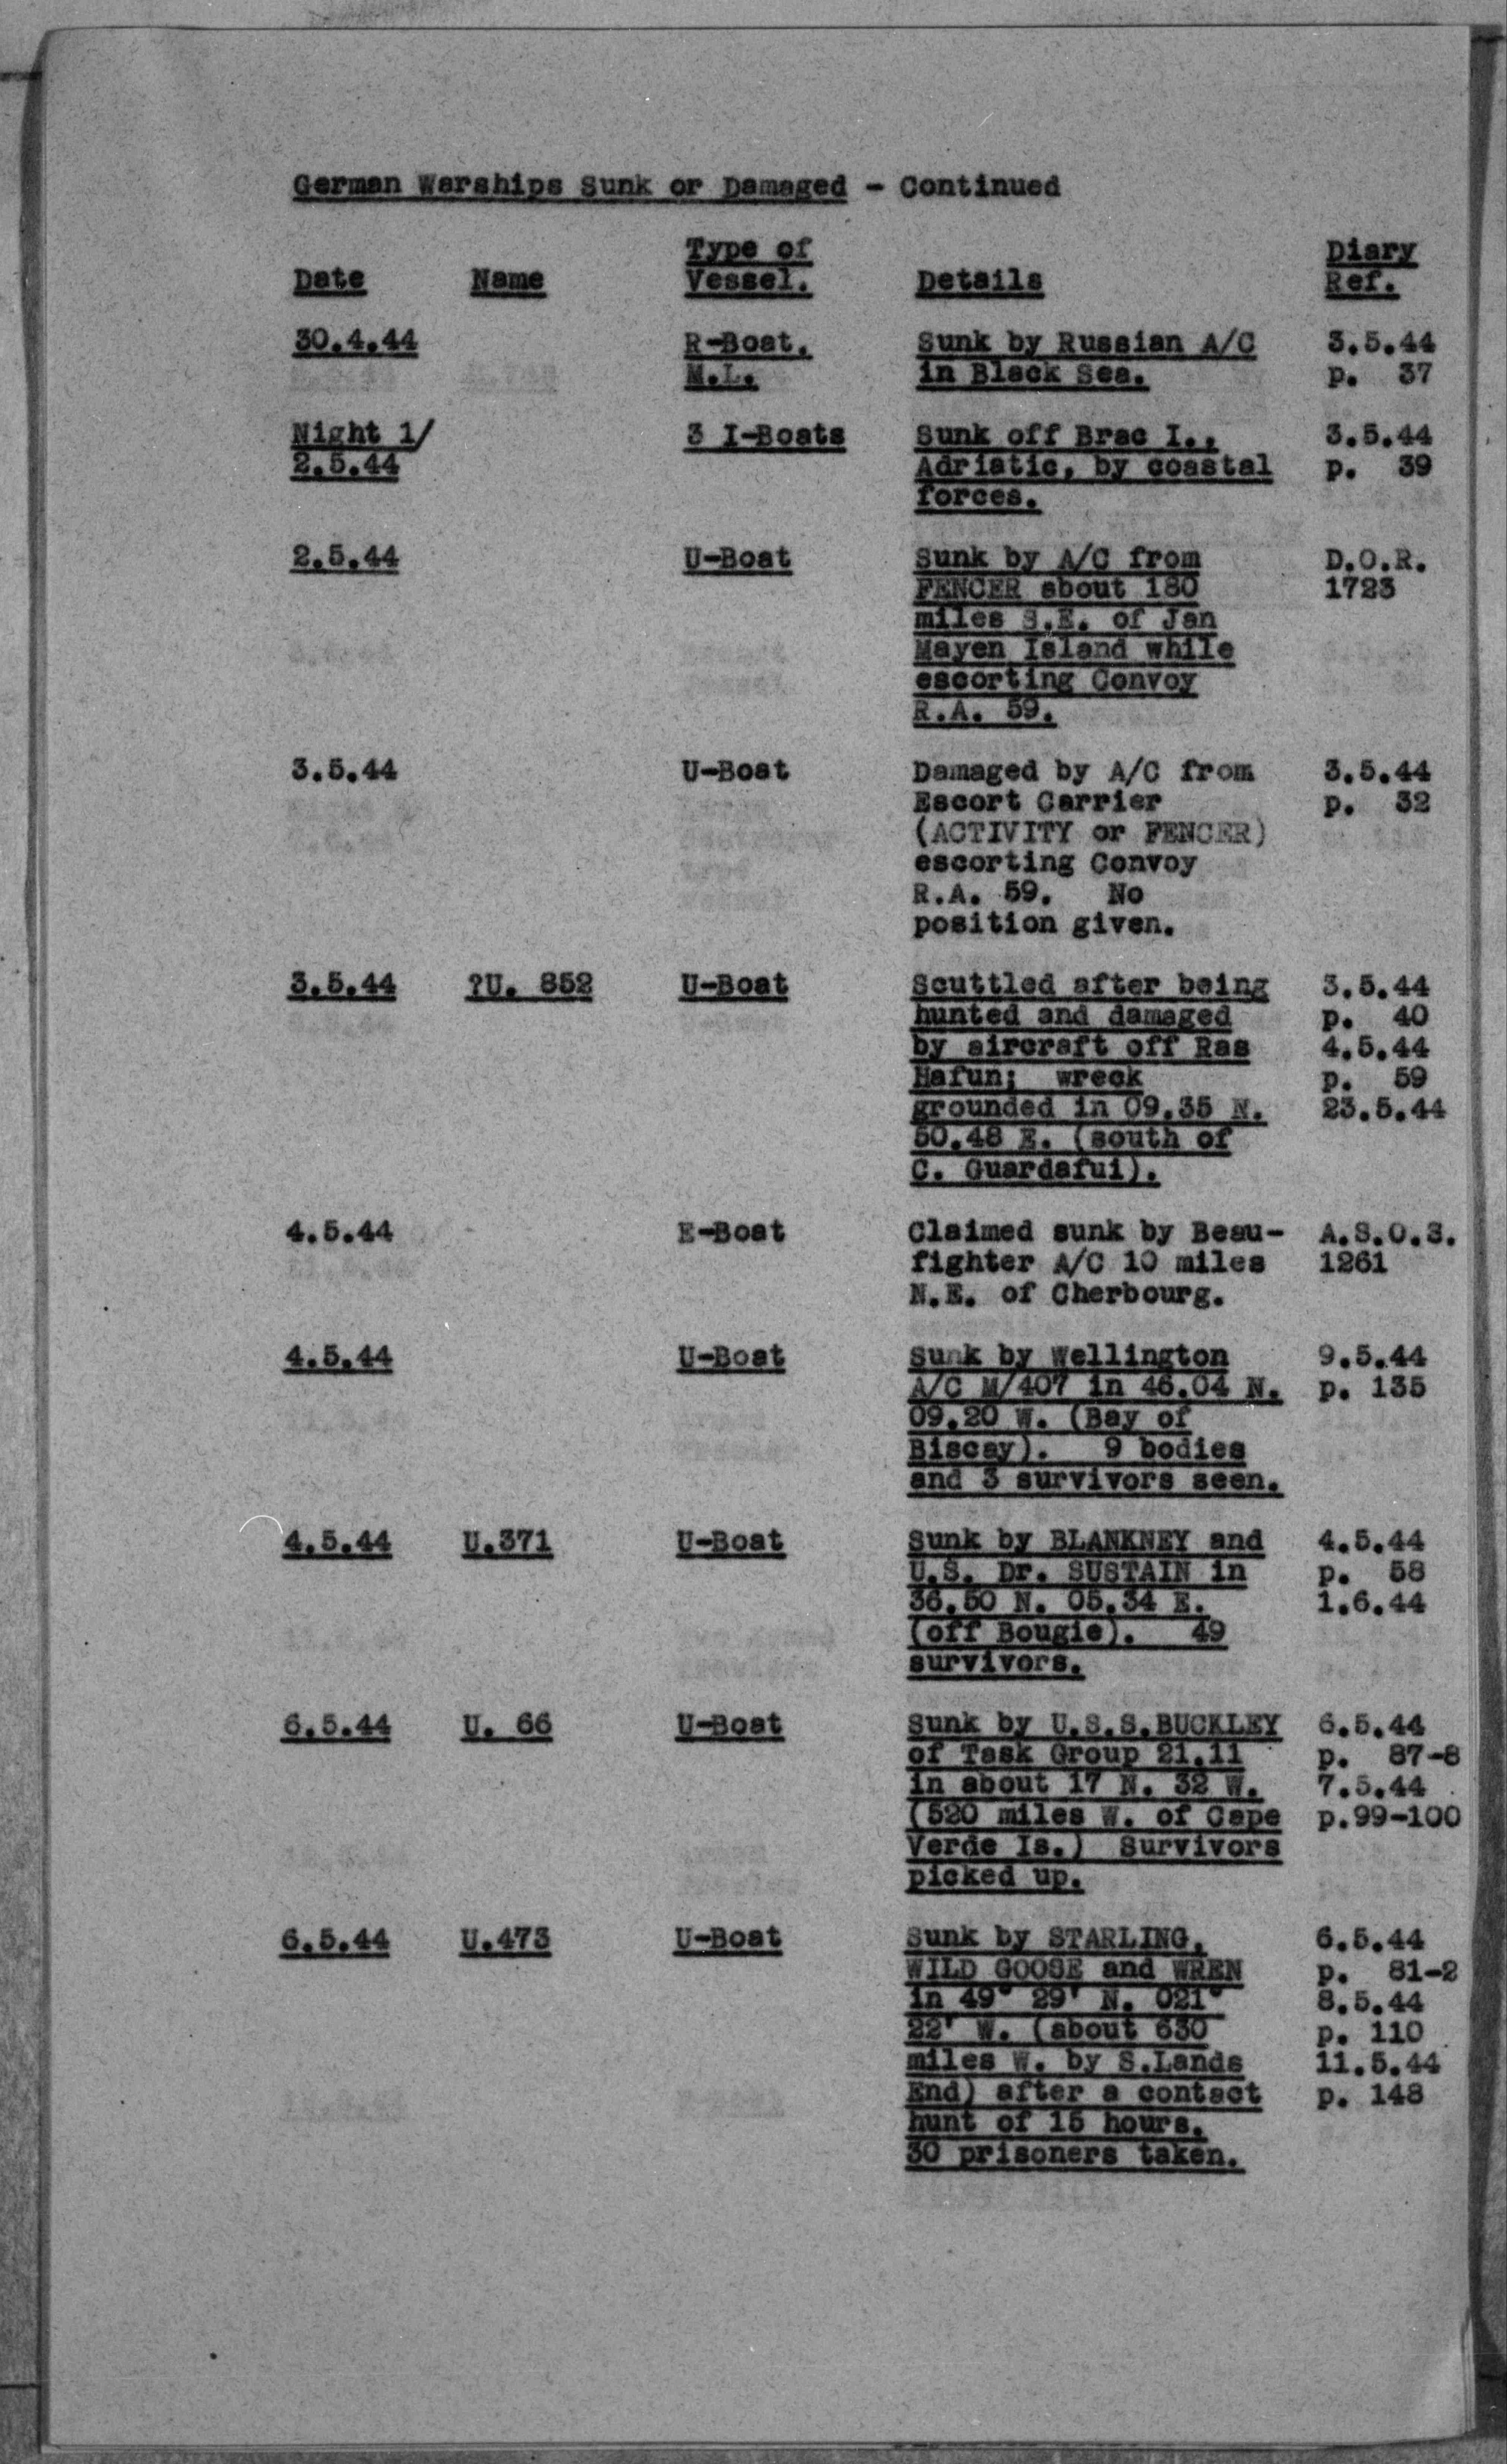 German Warships Sunk or Damaged - Continued
Type of Diary
Date Name Vessel. Details Ref.
30.4.44 R-Boat. Sunk by Russian A/C 3.5.44
M.L. in Black Sea. p. 37
Night 1/ 3 I-Boats Sunk off Brac I., 3.5.44
2.5.44 Adriatic, by coastal p. 39
forces.
2.5.44 U-Boat Sunk by A/C from D.O.R.
FENCER about 180 1723
miles S.E. of Jan
Mayen Island while
escorting Convoy
R.A. 59.
3.5.44 U-Boat Damaged by A/C from 3.5.44
Escort Carrier p. 32
(ACTIVITY or FENCER)
escorting Convoy
R.A. 59. No
position given.
3.5.44 ?U. 852 U-Boat Scuttled after being 3.5.44
hunted and damaged p. 40
by aircraft off Ras 4.5.44
Hafun; wreck p. 59
grounded in 09.35 N. 23.5.44
50.48 E. (south of
C. Guardafui).
4.5.44 E-Boat Claimed sunk by Beau- A.S.O.S.
fighter A/C 10 miles 1261
N.E. of Cherbourg.
4.5.44 U-Boat Sunk by Wellington 9.5.44
A/C M/407 in 46.04 N. p. 135
09.20 W. (Bay of
Biscay). 9 bodies
and 3 survivors seen.
4.5.44 U.371 U-Boat Sunk by BLANKNEY and 4.5.44
U.S. Dr. SUSTAIN in p. 58
36.50 N. 05.34 E. 1.6.44
(off Bougie). 49
survivors.
6.5.44 U. 66 U-Boat Sunk by U.S.S.BUCKLEY 6.5.44
of Task Group 21.11 p. 87-8
in about 17 N. 32 W. 7.5.44
(520 miles W. of Cape p.99-100
Verde Is.) Survivors
picked up.
6.5.44 U.473 U-Boat Sunk by STARLING, 6.5.44
WILD GOOSE and WREN p. 81-2
in 49° 29' N. 021° 8.5.44
22' W. (about 630 p. 110
miles W. by S.Lands 11.5.44
End) after a contact p. 148
hunt of 15 hours.
30 prisoners taken.